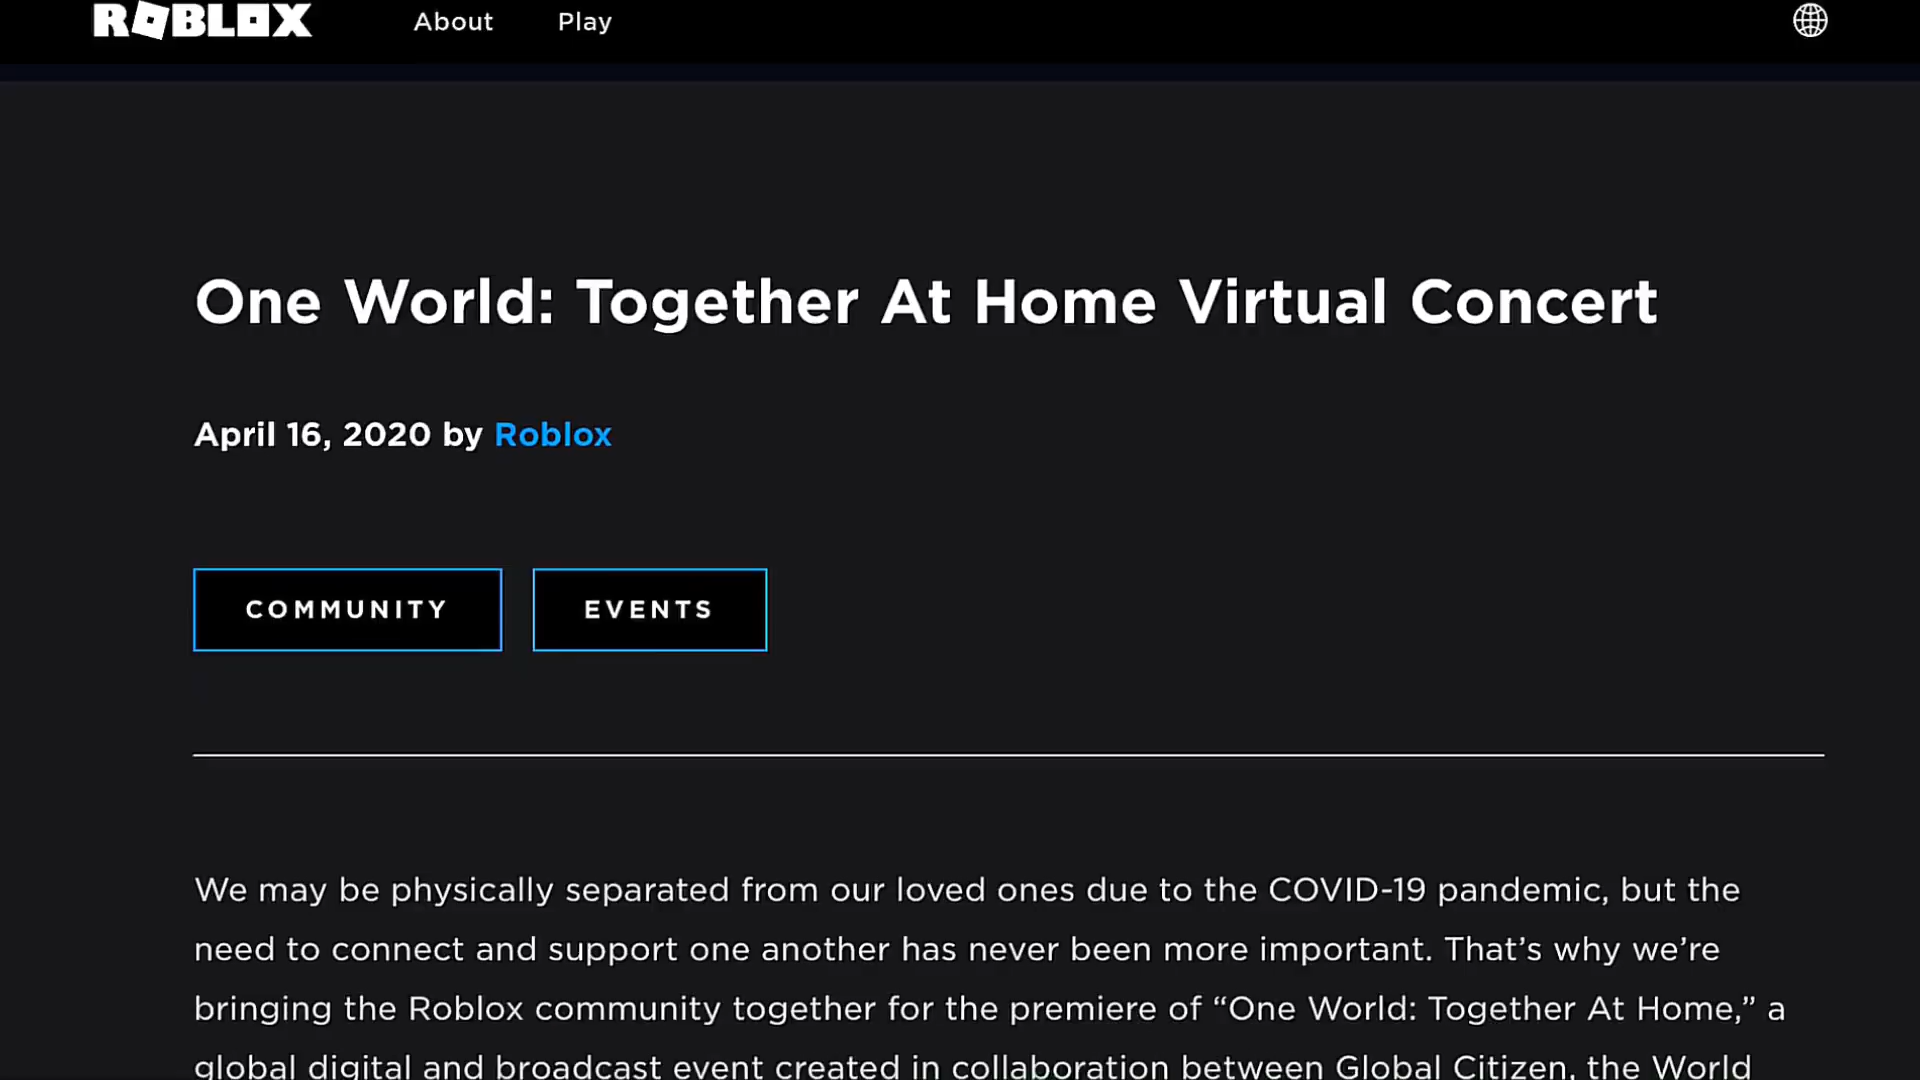 ROBLOX About Play
One World: Together At Home Virtual Concert
April 16, 2020 by Roblox
COMMUNITY EVENTS
We may be physically separated from our loved ones due to the COVID-19 pandemic, but the
need to connect and support one another has never been more important. That’s why we’re
bringing the Roblox community together for the premiere of “One World: Together At Home,” a
global digital and broadcast event created in collaboration between Global Citizen, the World